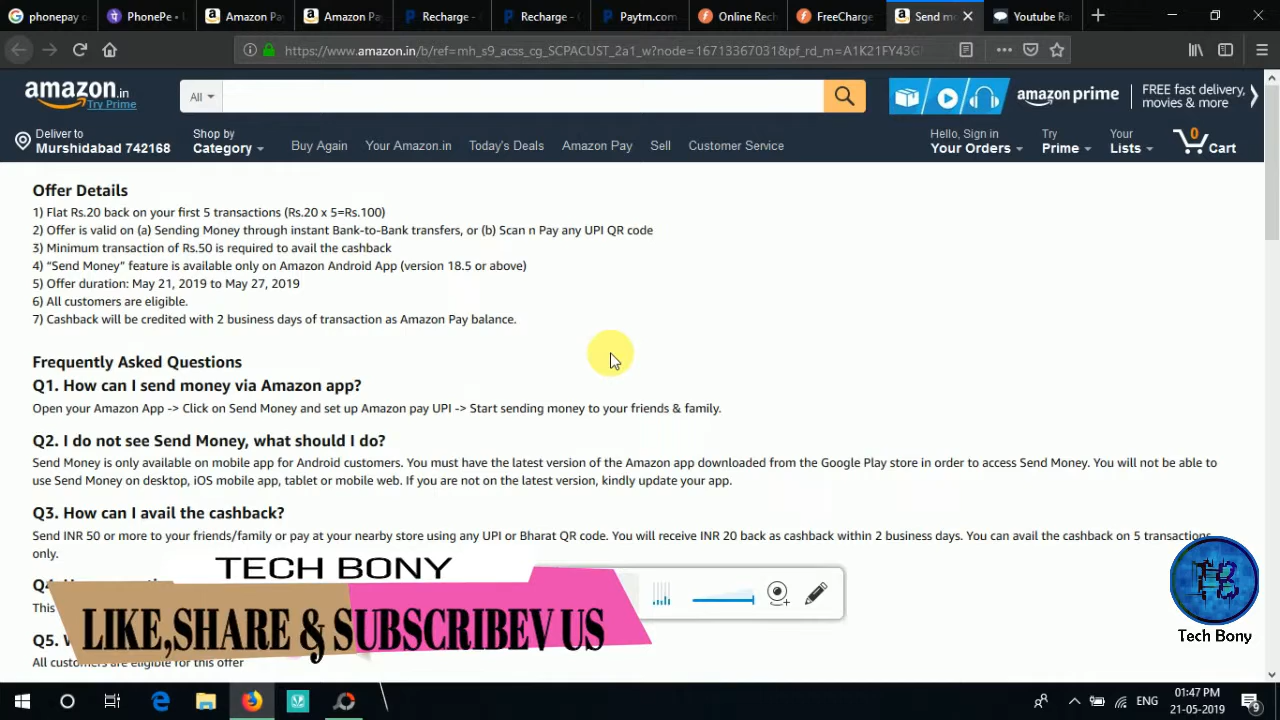 phonepay o
PhonePe -
Amazon Pa
Amazon Pa
Recharge -
Recharge -
Paytm.com
Online Rech
FreeCharge
Send mo
Youtube Ra
https://www.amazon.in/b/ref=mh_s9_acss_cg_SCPACUST_2a1_w?node=16713367031&pf_rd_m=A1K21FY43G
amazon.in
Try Prime
All
amazon prime
FREE fast delivery,
movies & more
Deliver to
Murshidabad 742168
Shop by
Category
Buy Again
Your Amazon.in
Today's Deals
Amazon Pay
Sell
Customer Service
Hello, Sign in
Your Orders
Try
Prime
Your
Lists
0
Cart
Offer Details
1) Flat Rs.20 back on your first 5 transactions (Rs.20 x 5=Rs.100)
2) Offer is valid on (a) Sending Money through instant Bank-to-Bank transfers, or (b) Scan n Pay any UPI QR code
3) Minimum transaction of Rs.50 is required to avail the cashback
4) “Send Money” feature is available only on Amazon Android App (version 18.5 or above)
5) Offer duration: May 21, 2019 to May 27, 2019
6) All customers are eligible.
7) Cashback will be credited with 2 business days of transaction as Amazon Pay balance.
Frequently Asked Questions
Q1. How can I send money via Amazon app?
Open your Amazon App -> Click on Send Money and set up Amazon pay UPI -> Start sending money to your friends & family.
Q2. I do not see Send Money, what should I do?
Send Money is only available on mobile app for Android customers. You must have the latest version of the Amazon app downloaded from the Google Play store in order to access Send Money. You will not be able to
use Send Money on desktop, iOS mobile app, tablet or mobile web. If you are not on the latest version, kindly update your app.
Q3. How can I avail the cashback?
Send INR 50 or more to your friends/family or pay at your nearby store using any UPI or Bharat QR code. You will receive INR 20 back as cashback within 2 business days. You can avail the cashback on 5 transactions
only.
TECH BONY
Q4
This
LIKE,SHARE & SUBSCRIBEV US
Tech Bony
Q5.
All customers are eligible for this offer
ENG
01:47 PM
21-05-2019
9